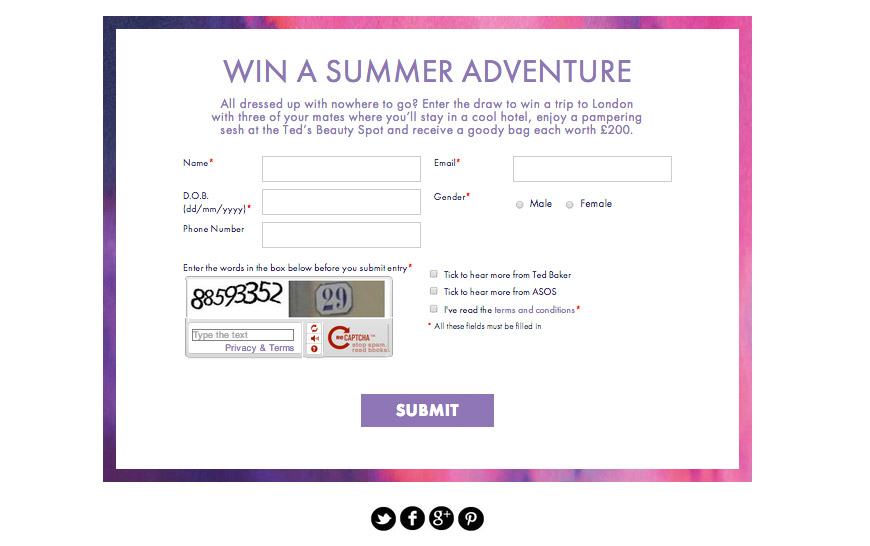 WIN A SUMMER ADVENTURE
All dressed up with nowhere to go? Enter the draw to win a trip to London
with three of your mates where you'll stay in a cool hotel, enjoy a pampering
sesh at the Ted's Beauty Spot and receive a goody bag each worth £200.
Name*
Email*
D.O.B.
(dd/mm/yyyy)*
Gender*
Male
Female
Phone Number
Enter the words in the box below before you submit entry*
88593352
29
Type the text
Privacy & Terms
reCAPTCHA™
stop spam.
read books.
Tick to hear more from Ted Baker
Tick to hear more from ASOS
I've read the terms and conditions*
* All these fields must be filled in
SUBMIT